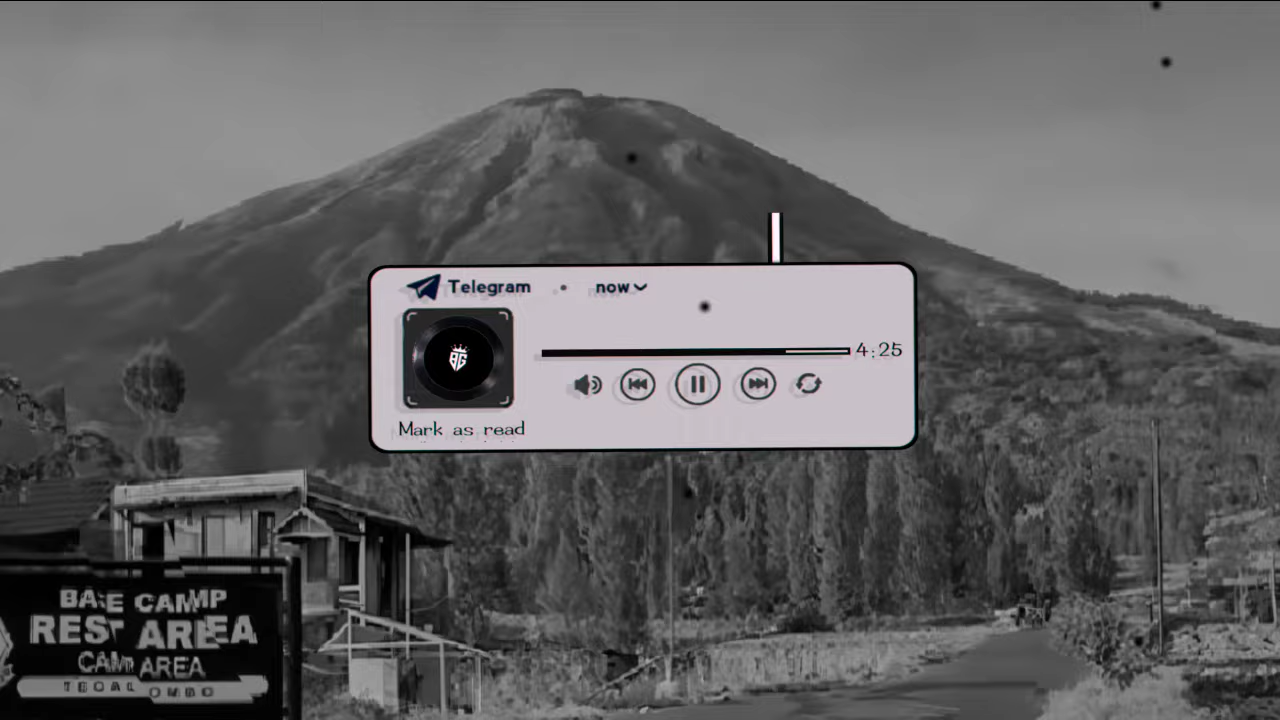 Telegram • now
4:25
Mark as read
BASE CAMP
REST AREA
CAMP AREA